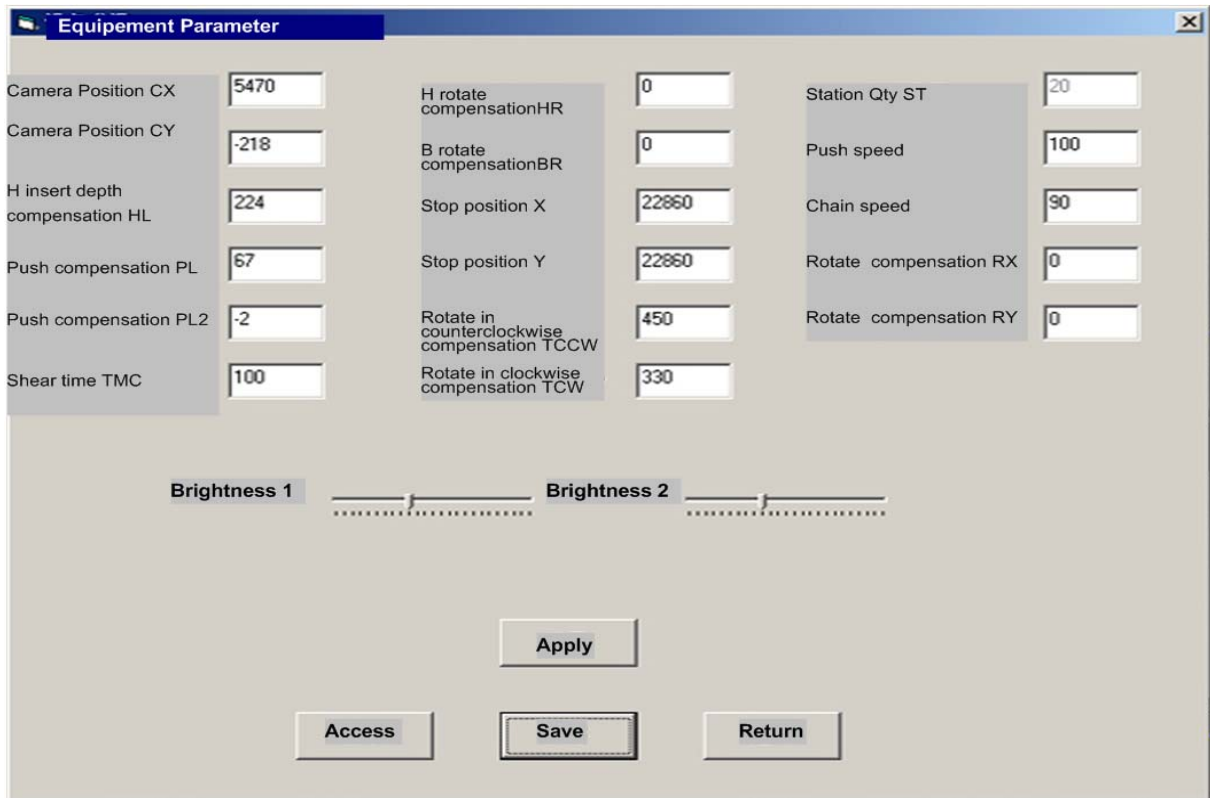 Equipement Parameter
Camera Position CX
5470
Camera Position CY
-218
H insert depth
compensation HL
224
Push compensation PL
67
Push compensation PL2
-2
Shear time TMC
100
H rotate
compensationHR
0
B rotate
compensationBR
0
Stop position X
22860
Stop position Y
22860
Rotate in
counterclockwise
compensation TCCW
450
Rotate in clockwise
compensation TCW
330
Station Qty ST
20
Push speed
100
Chain speed
90
Rotate compensation RX
0
Rotate compensation RY
0
Brightness 1
Brightness 2
Apply
Access
Save
Return